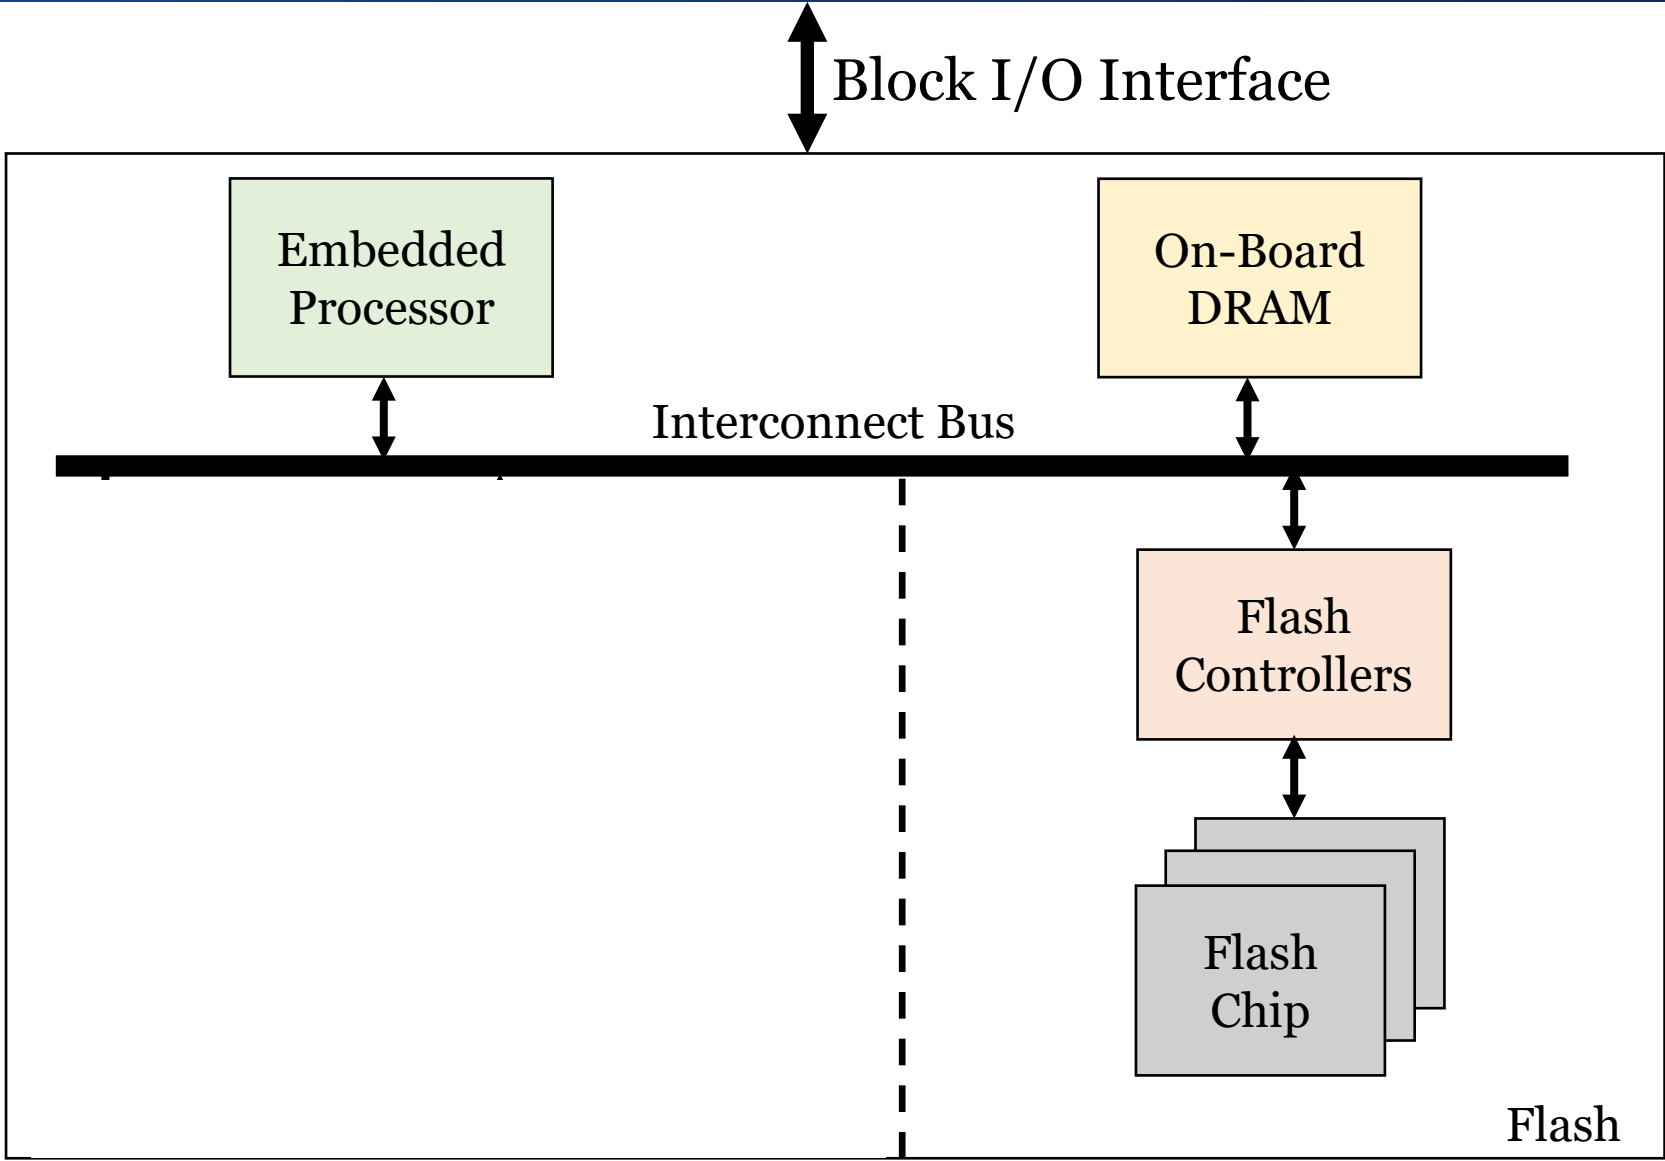 Block I/O Interface
Embedded
Processor
On-Board
DRAM
Interconnect Bus
Flash
Controllers
Flash
Chip
Flash